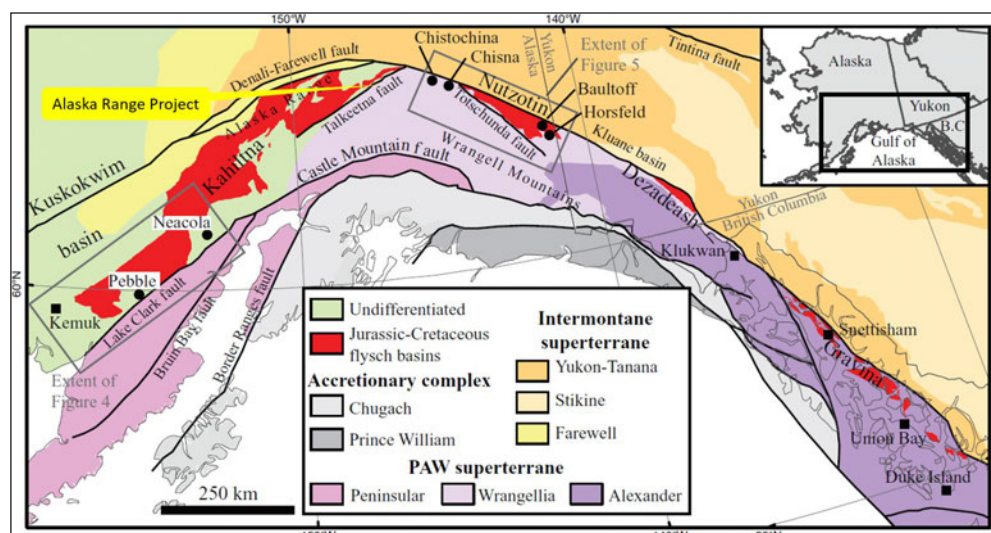 150°W
140°W
Chistochina
Chisna
Yukon
Alaska
Extent of
Figure 5
Tintina fault
Denali-Farewell fault
Baultoff
Horsfeld
Alaska Range Project
Alaska Range
Talkeetna fault
Nutzotin
Totschunda fault
Kluane basin
Kuskokwim
basin
Kahiltna
Castle Mountain fault
Wrangell Mountains
Dezadeash
Yukon
British Columbia
Neacola
Klukwan
Pebble
60°N
Kemuk
Lake Clark fault
Bruin Bay fault
Border Ranges fault
Extent of
Figure 4
Snettisham
Gravina
Union Bay
Duke Island
Alaska
Yukon
B.C
Gulf of
Alaska
Undifferentiated
Jurassic-Cretaceous
flysch basins
Accretionary complex
Chugach
Prince William
Intermontane
superterrane
Yukon-Tanana
Stikine
Farewell
PAW superterrane
Peninsular
Wrangellia
Alexander
250 km